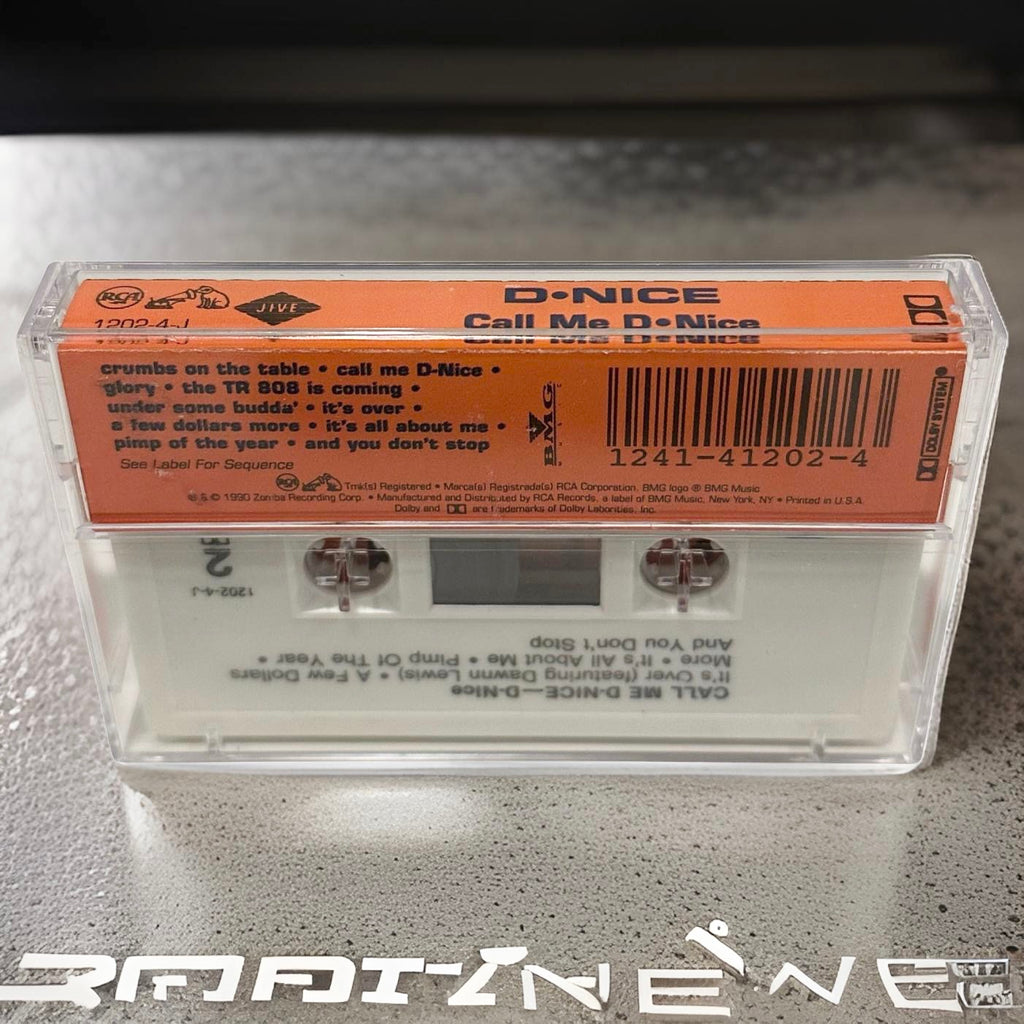 RCA JIVE D•NICE
1202-4-J Call Me D•Nice
crumbs on the table • call me D-Nice •
glory • the TR 808 is coming •
under some budda' • it's over •
a few dollars more • it's all about me •
pimp of the year • and you don't stop
See Label For Sequence
BMG
1241-41202-4
DOLBY SYSTEM
RCA Tmk(s) Registered • Marca(s) Registrada(s) RCA Corporation. BMG logo ® BMG Music
℗ & © 1990 Zomba Recording Corp. • Manufactured and Distributed by RCA Records, a label of BMG Music, New York, NY • Printed in U.S.A.
Dolby and are trademarks of Dolby Laborities, Inc.
CALL ME D-NICE—D-Nice
It's Over (featuring Dawnn Lewis) • A Few Dollars
More • It's All About Me • Pimp Of The Year •
And You Don't Stop
1202-4-J
2